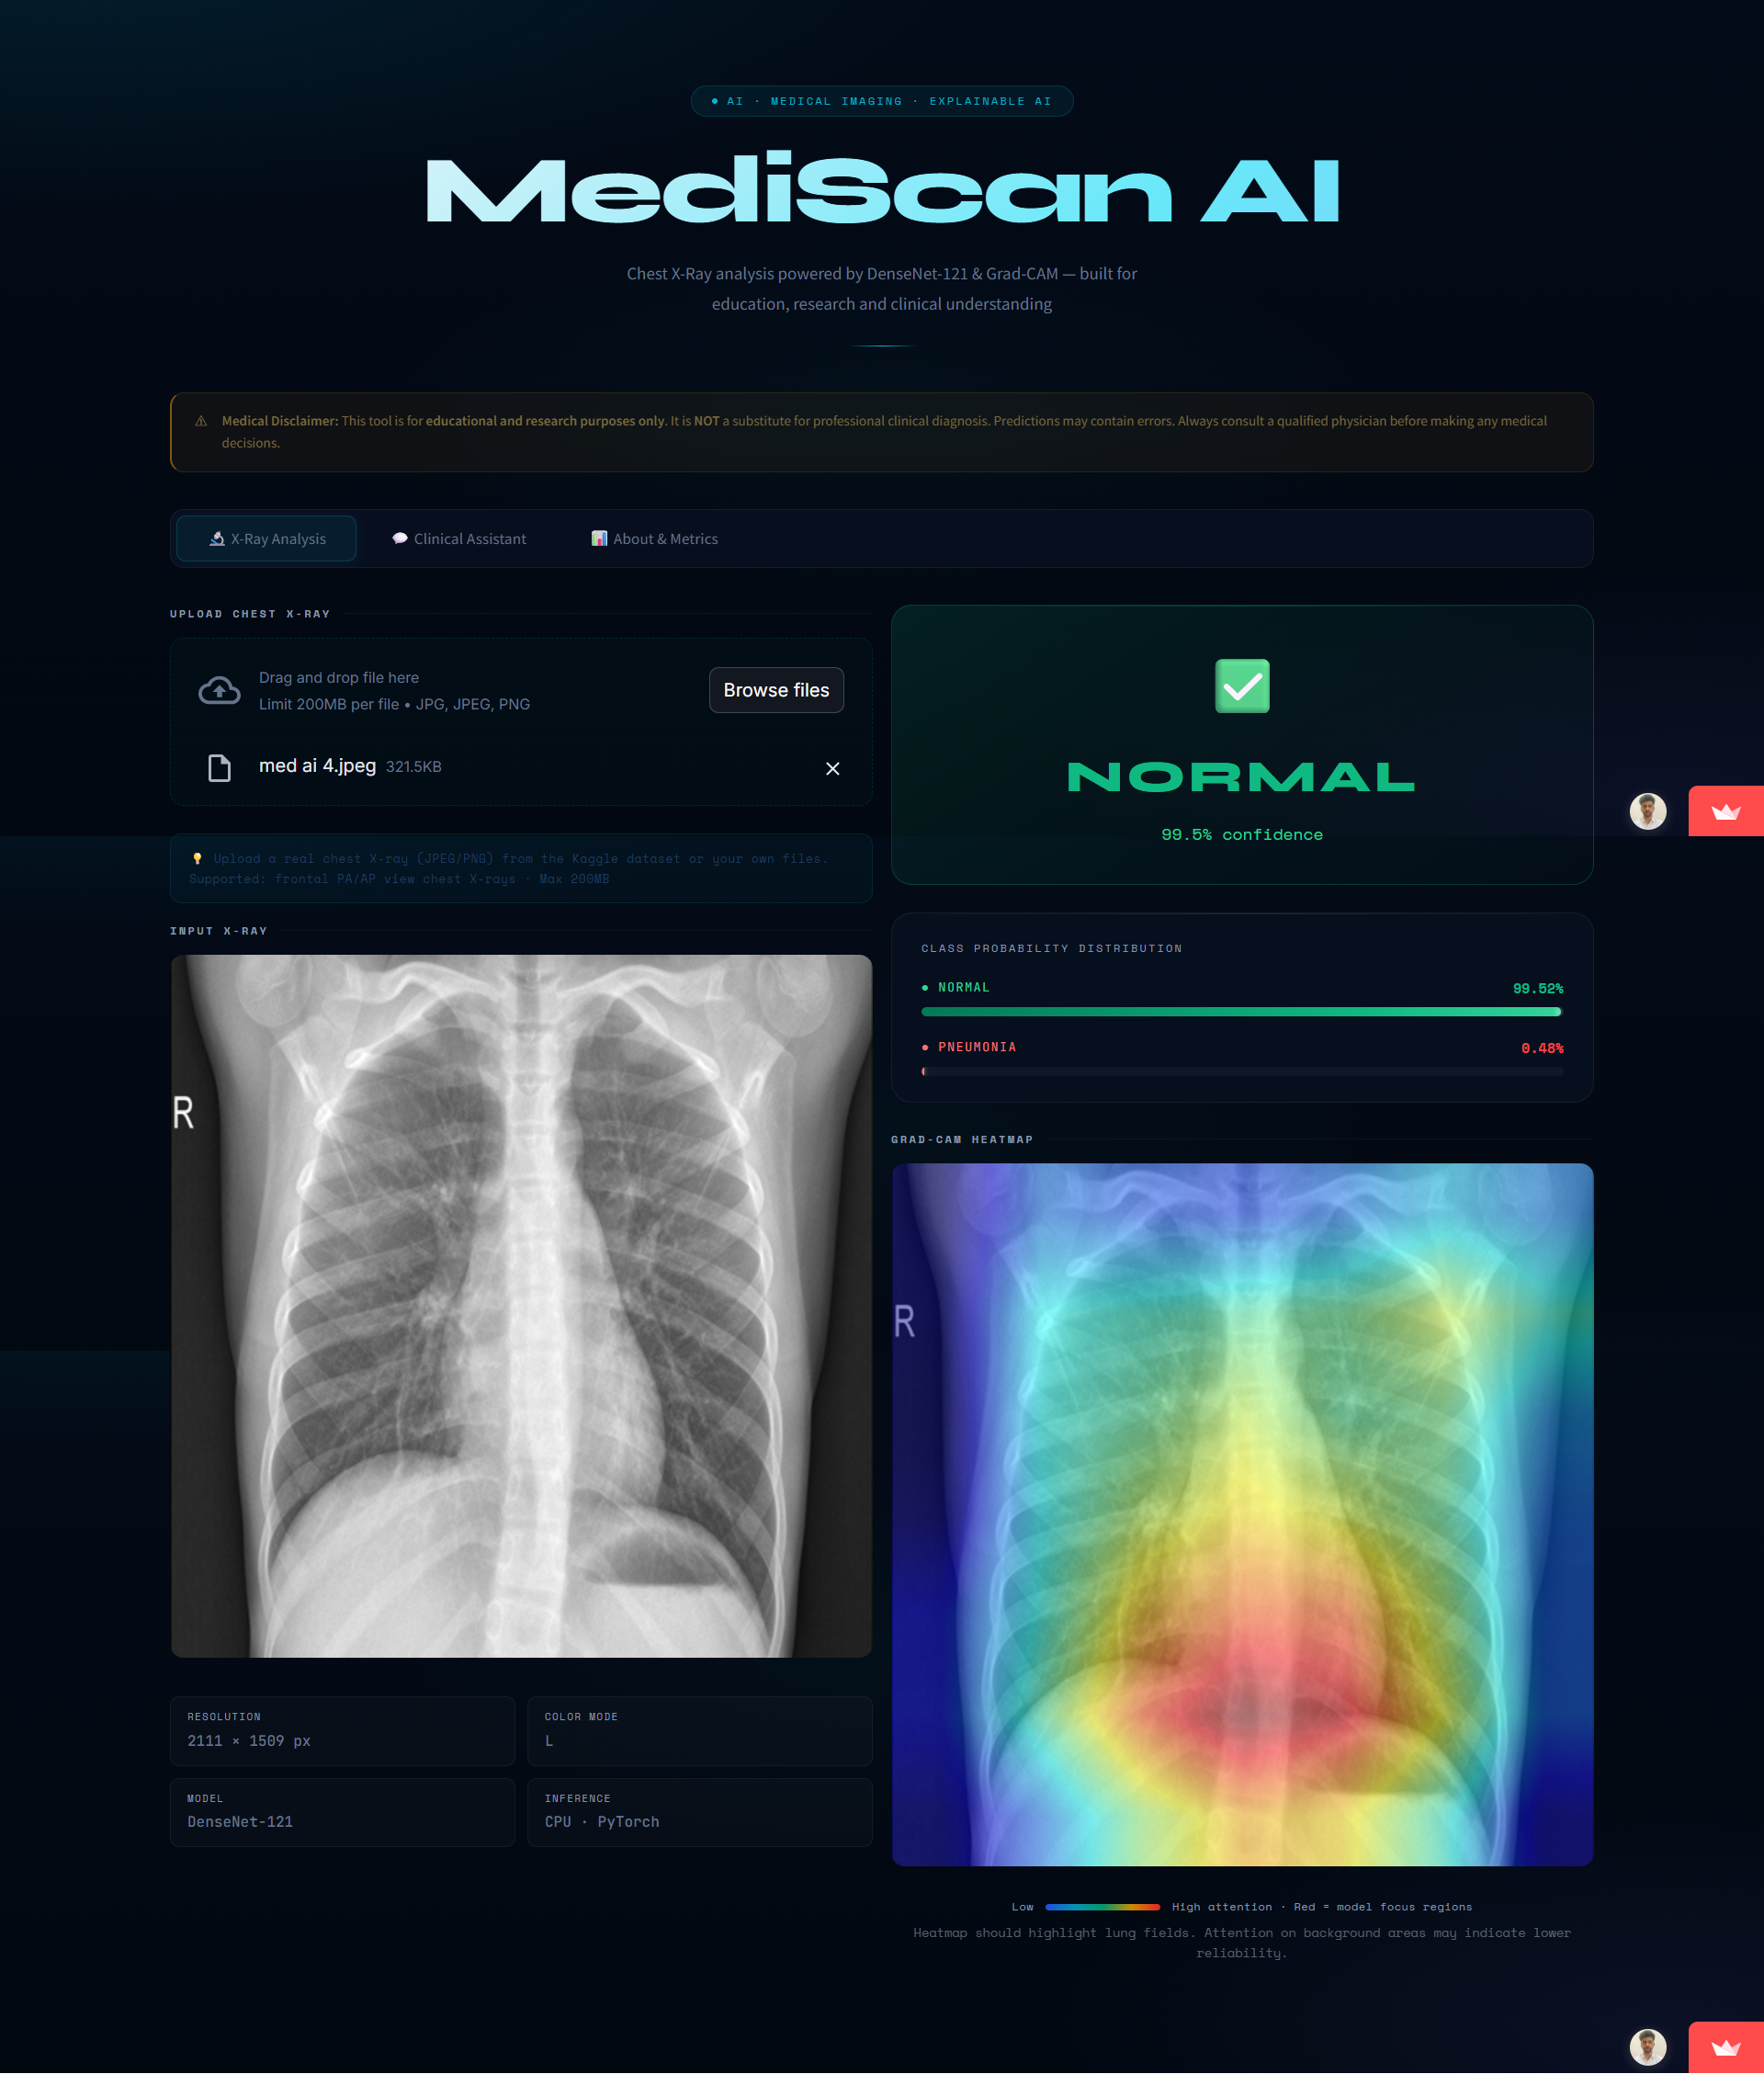 ● AI · MEDICAL IMAGING · EXPLAINABLE AI
MediScan AI
Chest X-Ray analysis powered by DenseNet-121 & Grad-CAM — built for
education, research and clinical understanding
⚠ Medical Disclaimer: This tool is for educational and research purposes only. It is NOT a substitute for professional clinical diagnosis. Predictions may contain errors. Always consult a qualified physician before making any medical
decisions.
🔬 X-Ray Analysis
💬 Clinical Assistant
📊 About & Metrics
UPLOAD CHEST X-RAY
Drag and drop file here
Limit 200MB per file • JPG, JPEG, PNG
Browse files
med ai 4.jpeg 321.5KB
💡 Upload a real chest X-ray (JPEG/PNG) from the Kaggle dataset or your own files.
Supported: frontal PA/AP view chest X-rays · Max 200MB
INPUT X-RAY
R
RESOLUTION
2111 × 1509 px
COLOR MODE
L
MODEL
DenseNet-121
INFERENCE
CPU · PyTorch
NORMAL
99.5% confidence
CLASS PROBABILITY DISTRIBUTION
● NORMAL 99.52%
● PNEUMONIA 0.48%
GRAD-CAM HEATMAP
R
Low High attention · Red = model focus regions
Heatmap should highlight lung fields. Attention on background areas may indicate lower
reliability.